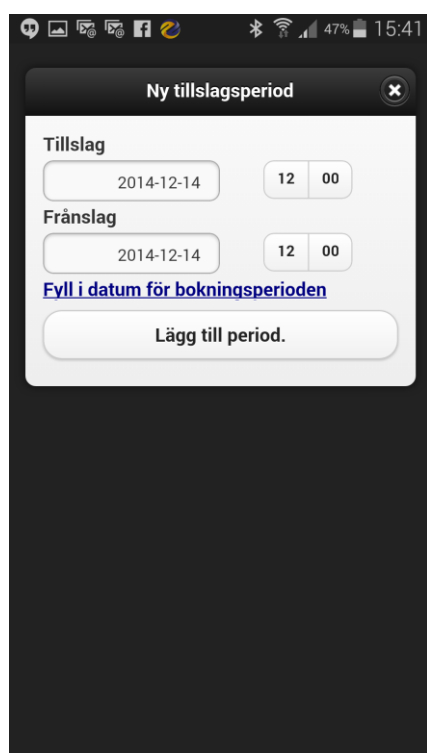 47% 15:41
Ny tillslagsperiod
Tillslag
2014-12-14 12 00
Frånslag
2014-12-14 12 00
Fyll i datum för bokningsperioden
Lägg till period.